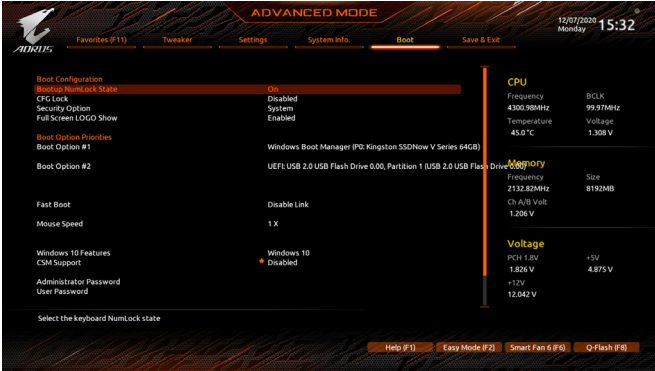 ADVANCED MODE
12/07/2020 Monday 15:32
AORUS
Favorites (F11) Tweaker Settings System Info. Boot Save & Exit
Boot Configuration
Bootup NumLock State On
CFG Lock Disabled
Security Option System
Full Screen LOGO Show Enabled
Boot Option Priorities
Boot Option #1 Windows Boot Manager (P0: Kingston SSDNow V Series 64GB)
Boot Option #2 UEFI: USB 2.0 USB Flash Drive 0.00, Partition 1 (USB 2.0 USB Flash Drive 0.00)
Fast Boot Disable Link
Mouse Speed 1 X
Windows 10 Features Windows 10
CSM Support Disabled
Administrator Password
User Password
Select the keyboard NumLock state
CPU
Frequency BCLK
4300.98MHz 99.97MHz
Temperature Voltage
45.0 °C 1.308 V
Memory
Frequency Size
2132.82MHz 8192MB
Ch A/B Volt
1.206 V
Voltage
PCH 1.8V +5V
1.826 V 4.875 V
+12V
12.042 V
Help (F1) Easy Mode (F2) Smart Fan 6 (F6) Q-Flash (F8)